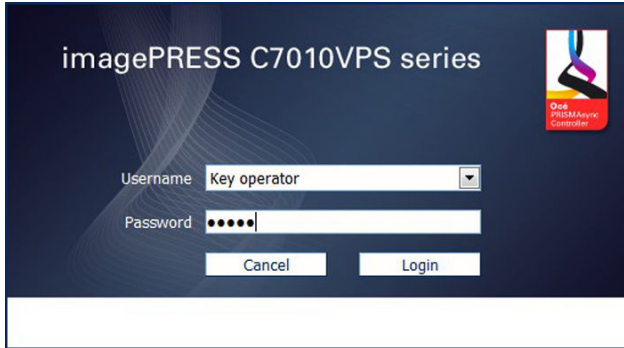 imagePRESS C7010VPS series
Océ
PRISMAsync
Controller
Username
Key operator
Password
•••••
Cancel
Login